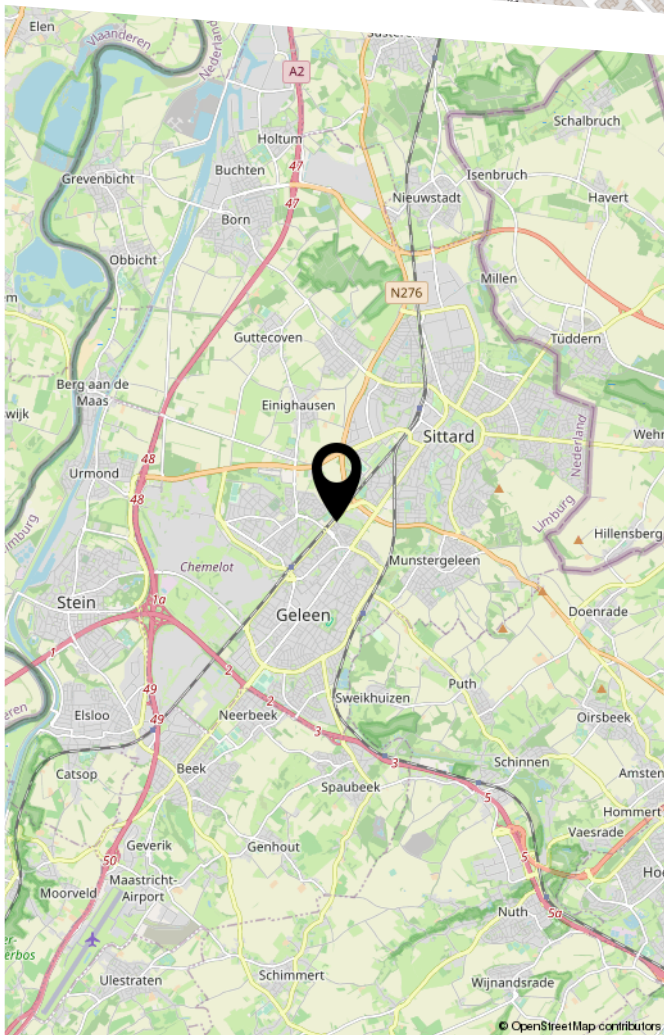 Elen
Vlaanderen
Nederland
A2
Schalbruch
Holtum
47
Buchten
Isenbruch
Grevenbicht
Havert
Nieuwstadt
47
Born
Obbicht
Millen
N276
Guttecoven
Tüddern
Berg aan de
Maas
Einighausen
Sittard
Nederland
48
Urmond
48
Limburg
Hillensberg
Munstergeleen
Chemelot
Stein
1a
Geleen
Doenrade
1
2
49
2
Sweikhuizen
Puth
Elsloo
Neerbeek
49
3
Oirsbeek
3
Schinnen
Catsop
Beek
Spaubeek
5
Hommert
Vaesrade
Geverik
Genhout
50
5
Moorveld
Maastricht-
Airport
Nuth
5a
Schimmert
Ulestraten
Wijnandsrade
© OpenStreetMap contributors